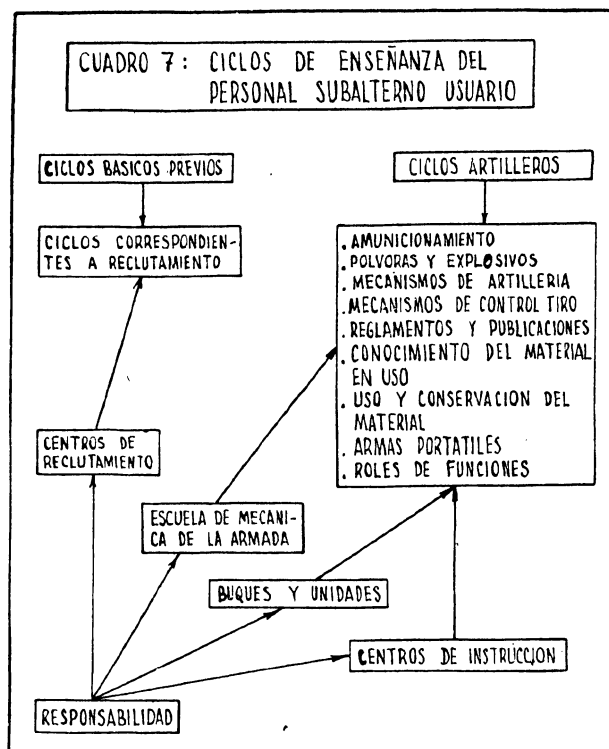 CUADRO 7: CICLOS DE ENSEÑANZA DEL
PERSONAL SUBALTERNO USUARIO
CICLOS BASICOS PREVIOS
CICLOS ARTILLEROS
CICLOS CORRESPONDIEN-
TES A RECLUTAMIENTO
. AMUNICIONAMIENTO
. POLVORAS Y EXPLOSIVOS
. MECANISMOS DE ARTILLERIA
. MECANISMOS DE CONTROL TIRO
. REGLAMENTOS Y PUBLICACIONES
. CONOCIMIENTO DEL MATERIAL
EN USO
. USO Y CONSERVACION DEL
MATERIAL
. ARMAS PORTATILES
. ROLES DE FUNCIONES
CENTROS DE
RECLUTAMIENTO
ESCUELA DE MECANI-
CA DE LA ARMADA
BUQUES Y UNIDADES
CENTROS DE INSTRUCCION
RESPONSABILIDAD